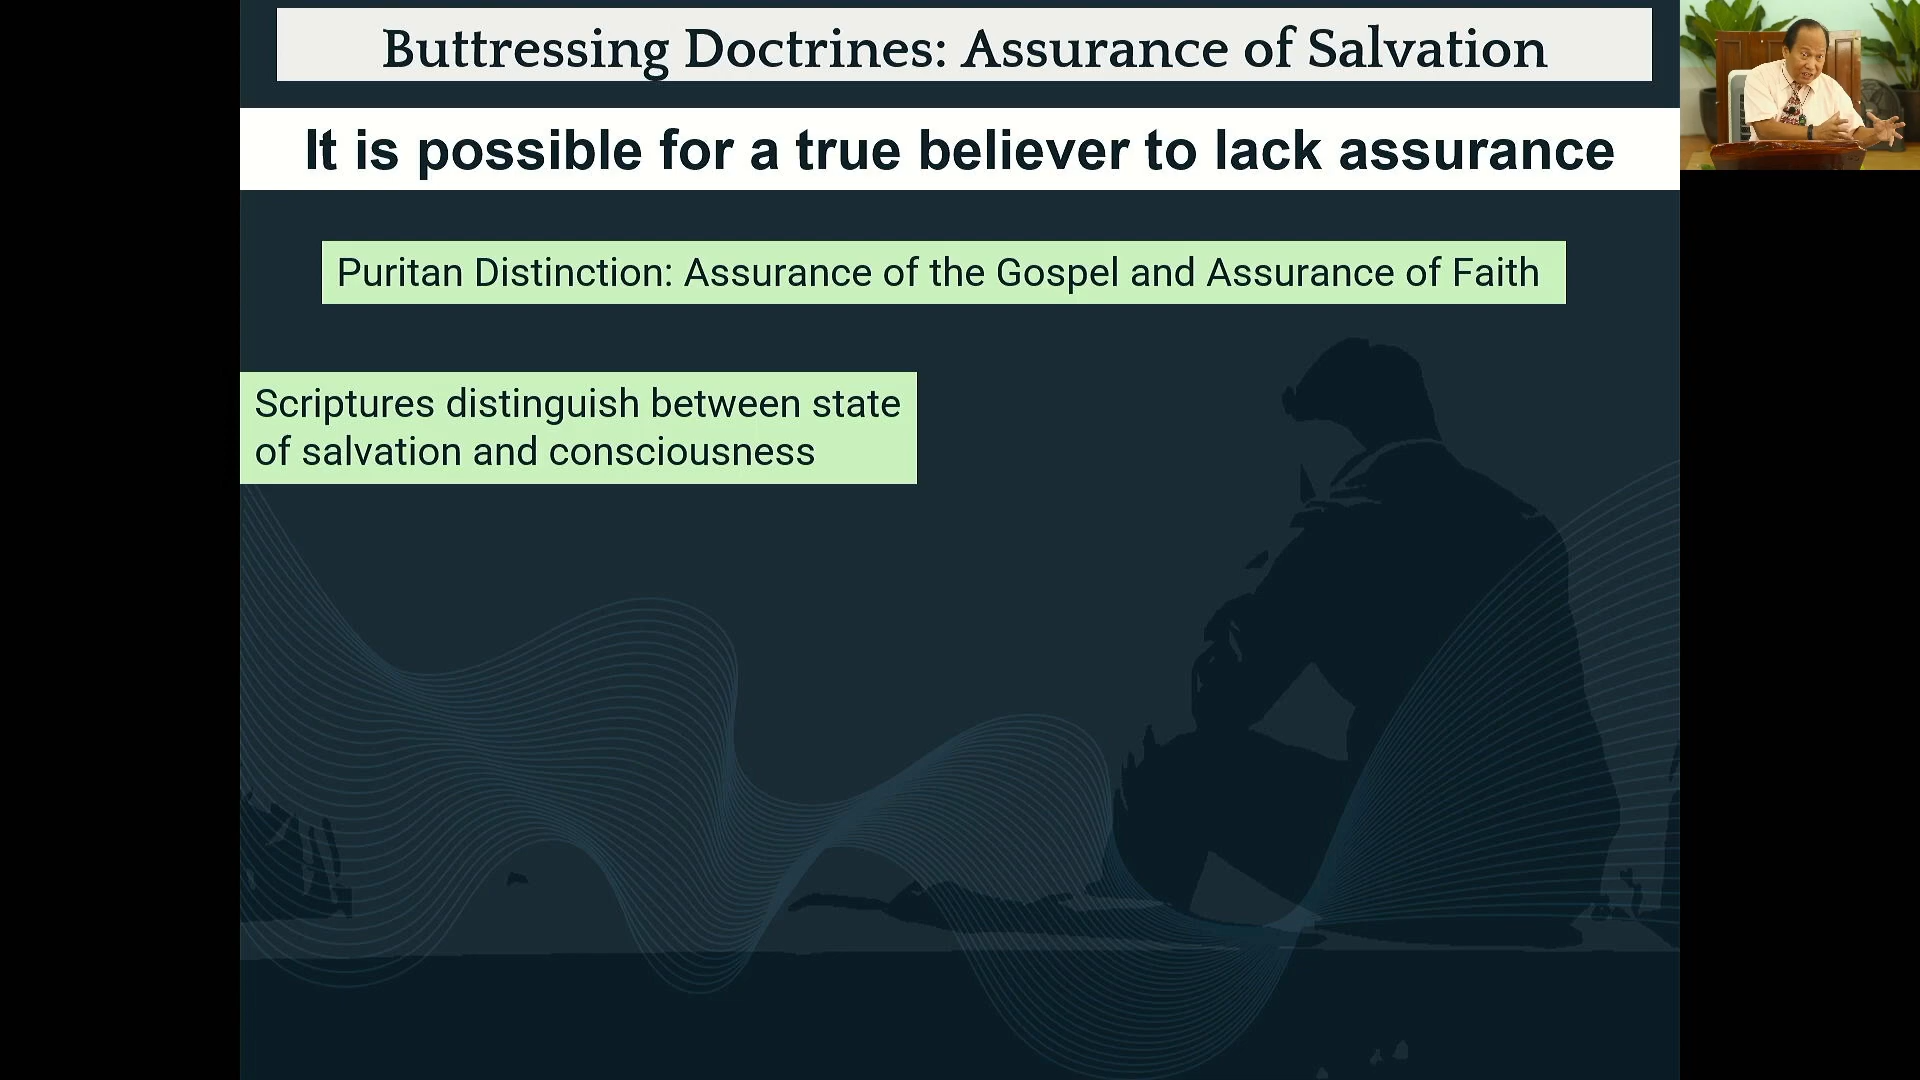 Buttressing Doctrines: Assurance of Salvation
It is possible for a true believer to lack assurance
Puritan Distinction: Assurance of the Gospel and Assurance of Faith
Scriptures distinguish between state
of salvation and consciousness